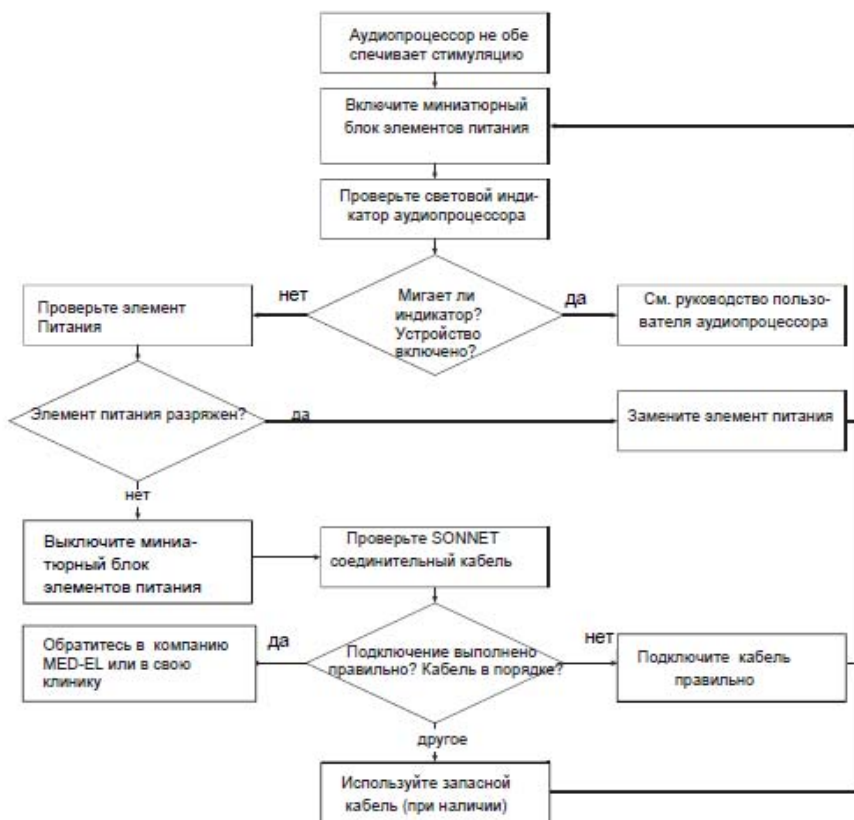 Аудиопроцессор не обе
спечивает стимуляцию
Включите миниатюрный
блок элементов питания
Проверьте световой инди-
катор аудиопроцессора
нет
Мигает ли
индикатор?
Устройство
включено?
да
Проверьте элемент
Питания
См. руководство пользо-
вателя аудиопроцессора
Элемент питания разряжен?
да
Замените элемент питания
нет
Выключите миниа-
тюрный блок
элементов питания
Проверьте SONNET
соединительный кабель
Обратитесь в компанию
MED-EL или в свою
клинику
да
Подключение выполнено
правильно? Кабель в порядке?
нет
Подключите кабель
правильно
другое
Используйте запасной
кабель (при наличии)